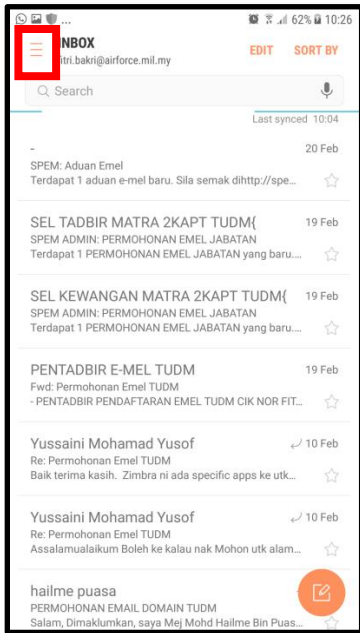 62% 10:26
INBOX
itri.bakri@airforce.mil.my
EDIT SORT BY
Search
Last synced 10:04
- 20 Feb
SPEM: Aduan Emel
Terdapat 1 aduan e-mel baru. Sila semak dihttp://spe...
SEL TADBIR MATRA 2KAPT TUDM{ 19 Feb
SPEM ADMIN: PERMOHONAN EMEL JABATAN
Terdapat 1 PERMOHONAN EMEL JABATAN yang baru....
SEL KEWANGAN MATRA 2KAPT TUDM{ 19 Feb
SPEM ADMIN: PERMOHONAN EMEL JABATAN
Terdapat 1 PERMOHONAN EMEL JABATAN yang baru....
PENTADBIR E-MEL TUDM 19 Feb
Fwd: Permohonan Emel TUDM
- PENTADBIR PENDAFTARAN EMEL TUDM CIK NOR FIT...
Yussaini Mohamad Yusof 10 Feb
Re: Permohonan Emel TUDM
Baik terima kasih. Zimbra ni ada specific apps ke utk...
Yussaini Mohamad Yusof 10 Feb
Re: Permohonan Emel TUDM
Assalamualaikum Boleh ke kalau nak Mohon utk alam...
hailme puasa
PERMOHONAN EMAIL DOMAIN TUDM
Salam, Dimaklumkan, saya Mej Mohd Hailme Bin Puas...